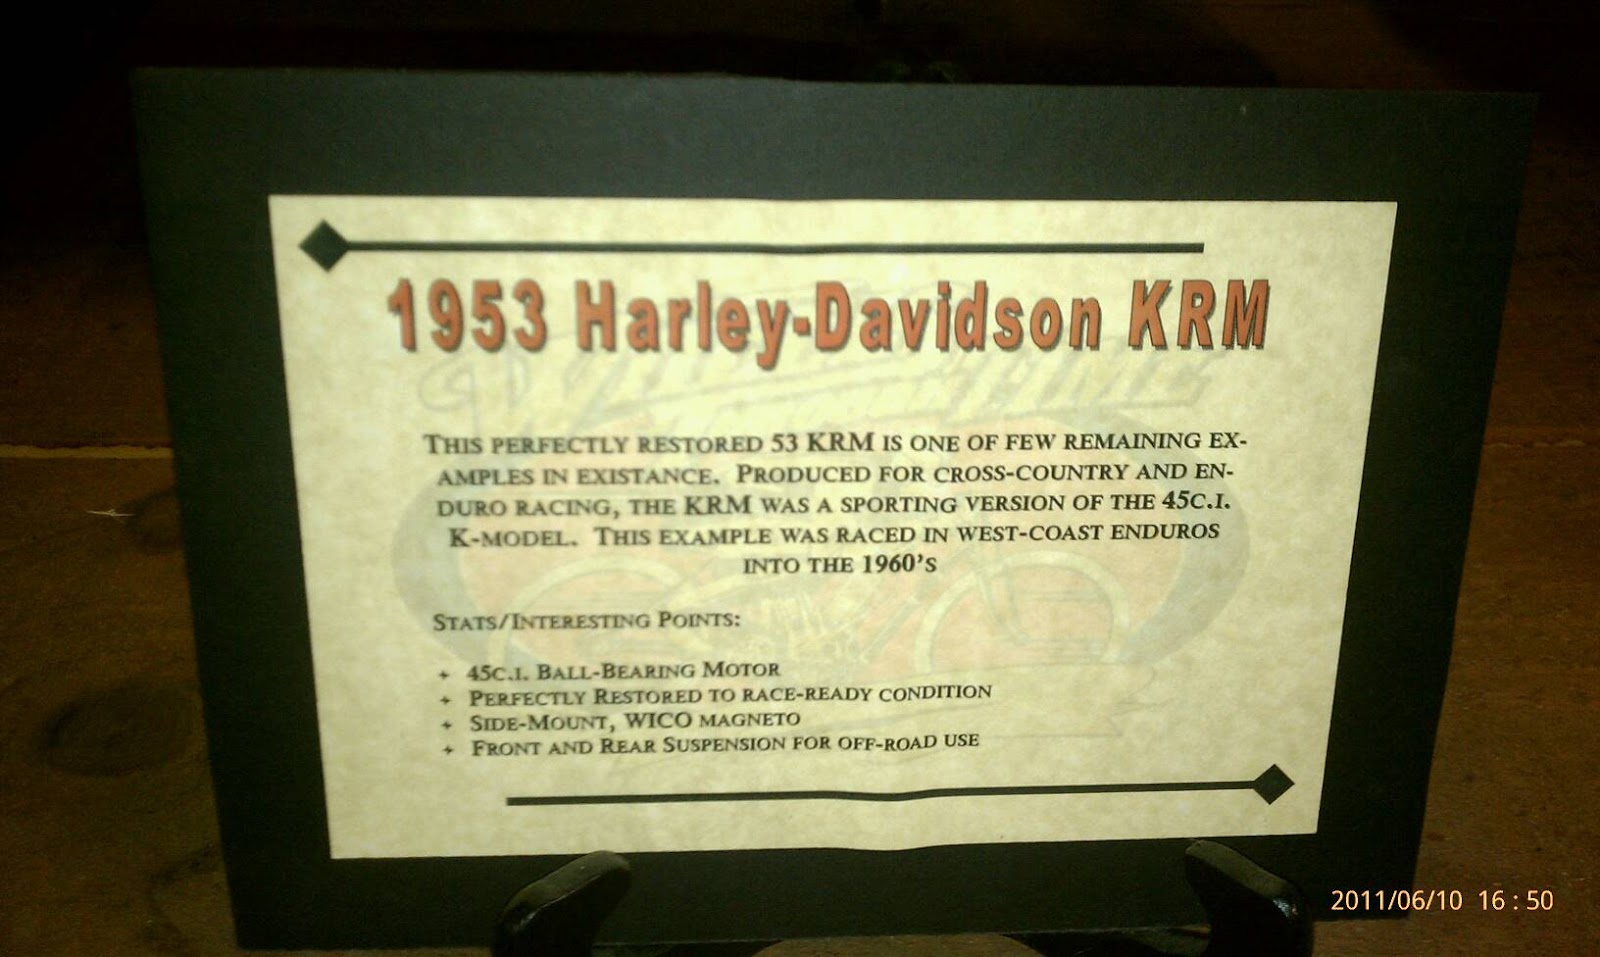 1953 Harley-Davidson KRM
THIS PERFECTLY RESTORED 53 KRM IS ONE OF FEW REMAINING EX-
AMPLES IN EXISTANCE. PRODUCED FOR CROSS-COUNTRY AND EN-
DURO RACING, THE KRM WAS A SPORTING VERSION OF THE 45C.I.
K-MODEL. THIS EXAMPLE WAS RACED IN WEST-COAST ENDUROS
INTO THE 1960'S
STATS/INTERESTING POINTS:
+ 45C.I. BALL-BEARING MOTOR
+ PERFECTLY RESTORED TO RACE-READY CONDITION
+ SIDE-MOUNT, WICO MAGNETO
+ FRONT AND REAR SUSPENSION FOR OFF-ROAD USE
2011/06/10 16:50